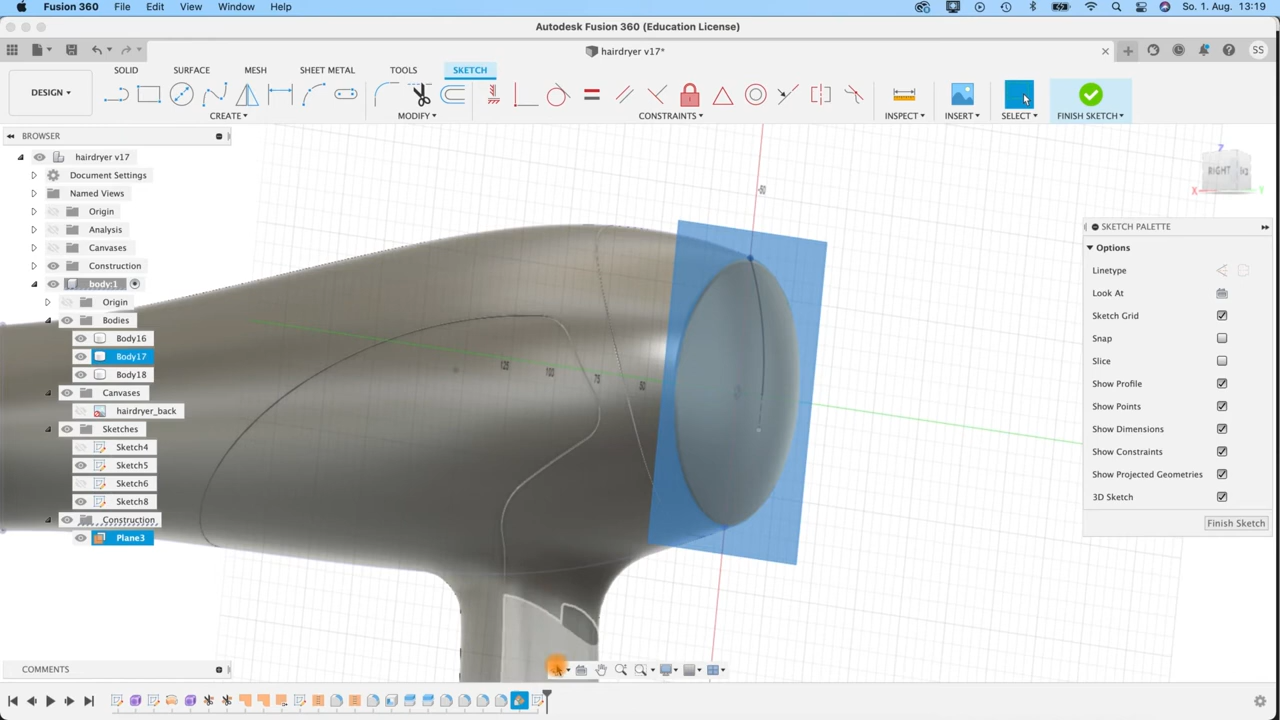 Fusion 360 File Edit View Window Help So. 1. Aug. 13:19
Autodesk Fusion 360 (Education License)
hairdryer v17*
SS
DESIGN
SOLID SURFACE MESH SHEET METAL TOOLS SKETCH
CREATE MODIFY CONSTRAINTS INSPECT INSERT SELECT FINISH SKETCH
BROWSER
hairdryer v17
Document Settings
Named Views
Origin
Analysis
Canvases
Construction
body:1
Origin
Bodies
Body16
Body17
Body18
Canvases
hairdryer_back
Sketches
Sketch4
Sketch5
Sketch6
Sketch8
Construction
Plane3
Z
RIGHT
X
Y
SKETCH PALETTE
Options
Linetype
Look At
Sketch Grid
Snap
Slice
Show Profile
Show Points
Show Dimensions
Show Constraints
Show Projected Geometries
3D Sketch
Finish Sketch
COMMENTS